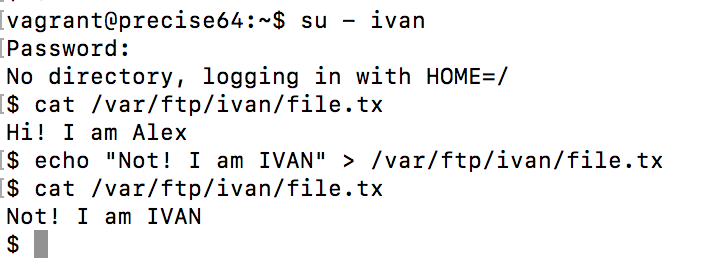 [vagrant@precise64:~$ su - ivan
[Password:
No directory, logging in with HOME=/
[$ cat /var/ftp/ivan/file.tx
Hi! I am Alex
[$ echo "Not! I am IVAN" > /var/ftp/ivan/file.tx
[$ cat /var/ftp/ivan/file.tx
Not! I am IVAN
$